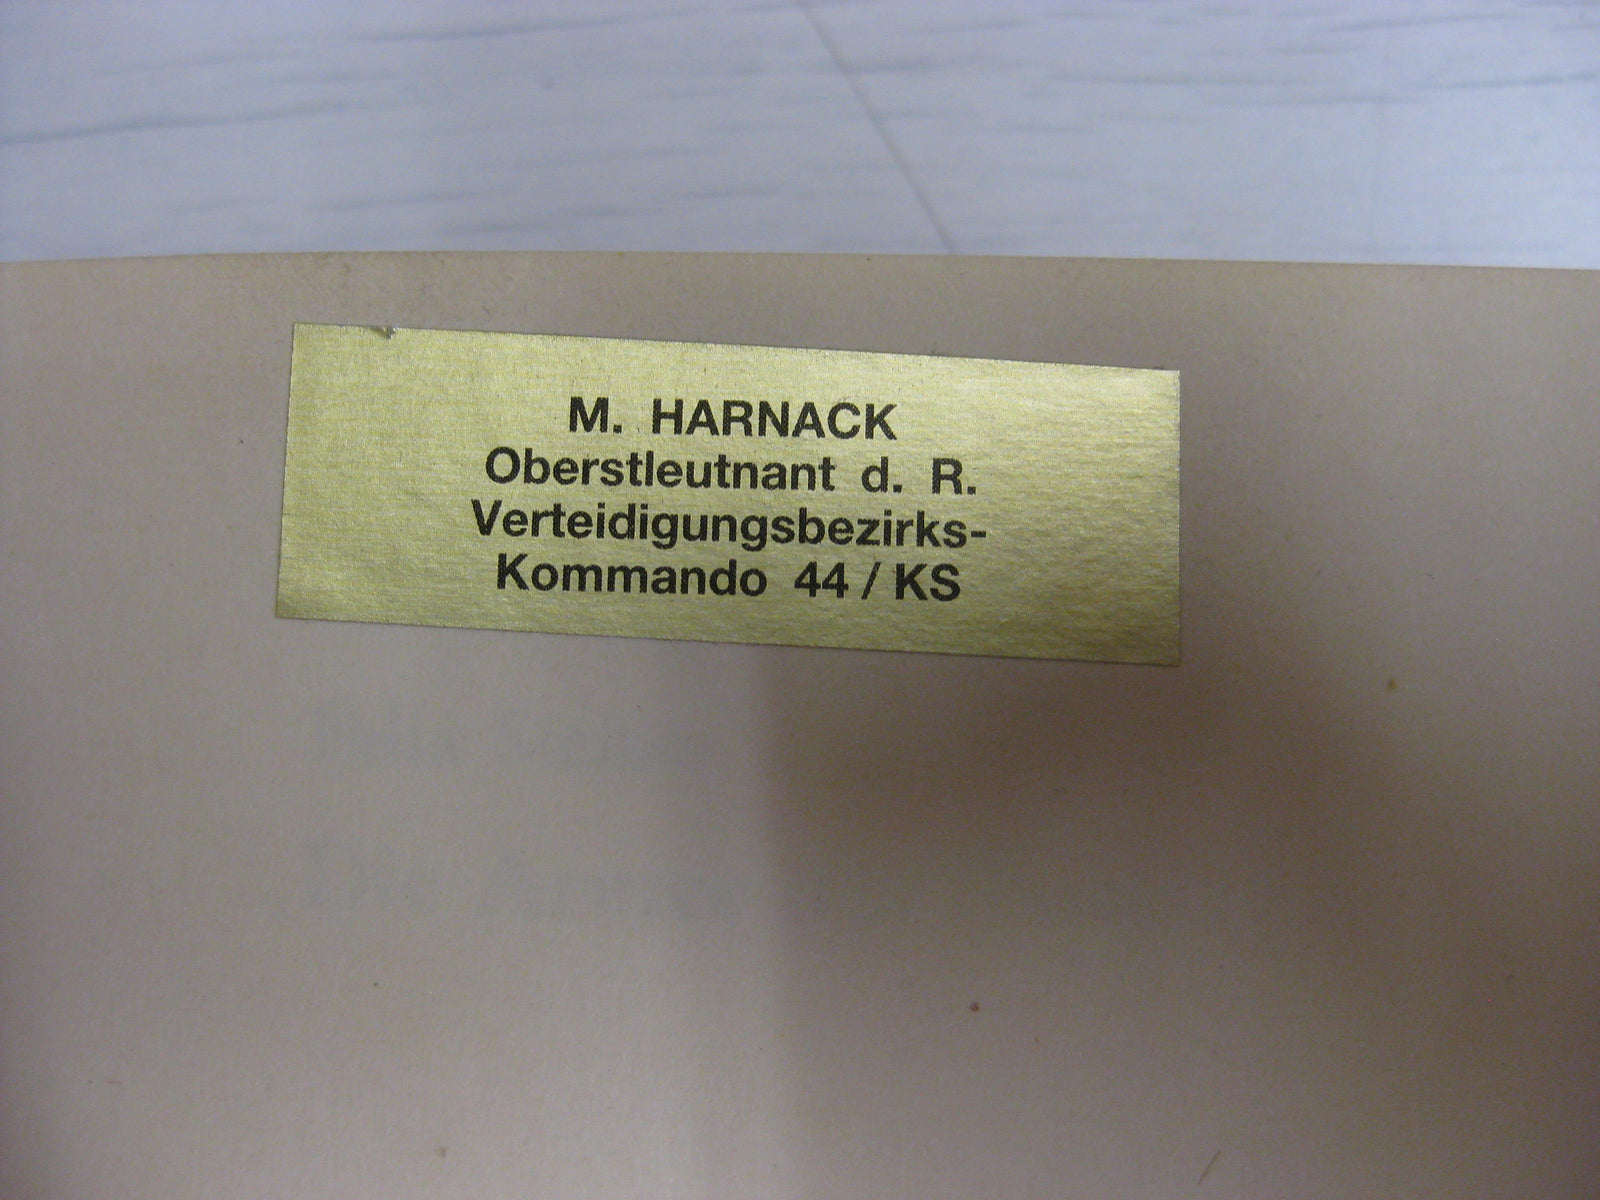 M. HARNACK
Oberstleutnant d. R.
Verteidigungsbezirks-
Kommando 44 / KS